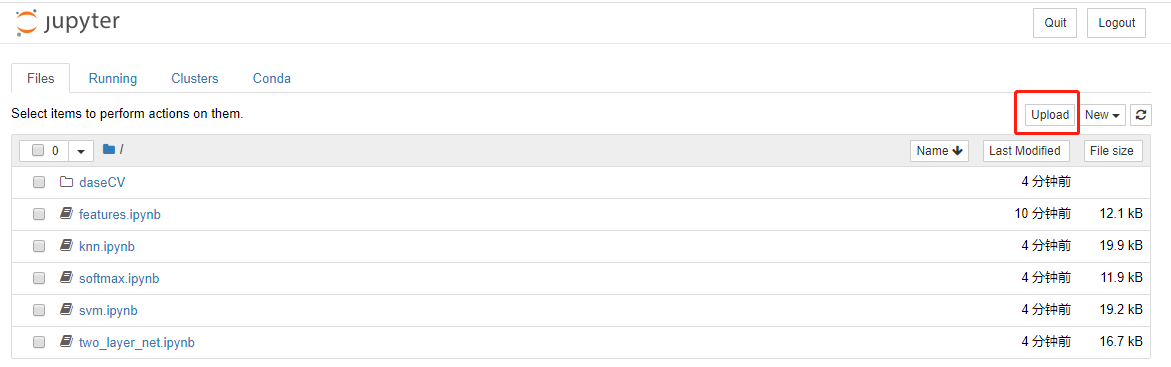 jupyter Quit Logout
Files Running Clusters Conda
Select items to perform actions on them. Upload New
0 / Name Last Modified File size
daseCV 4 分钟前
features.ipynb 10 分钟前 12.1 kB
knn.ipynb 4 分钟前 19.9 kB
softmax.ipynb 4 分钟前 11.9 kB
svm.ipynb 4 分钟前 19.2 kB
two_layer_net.ipynb 4 分钟前 16.7 kB